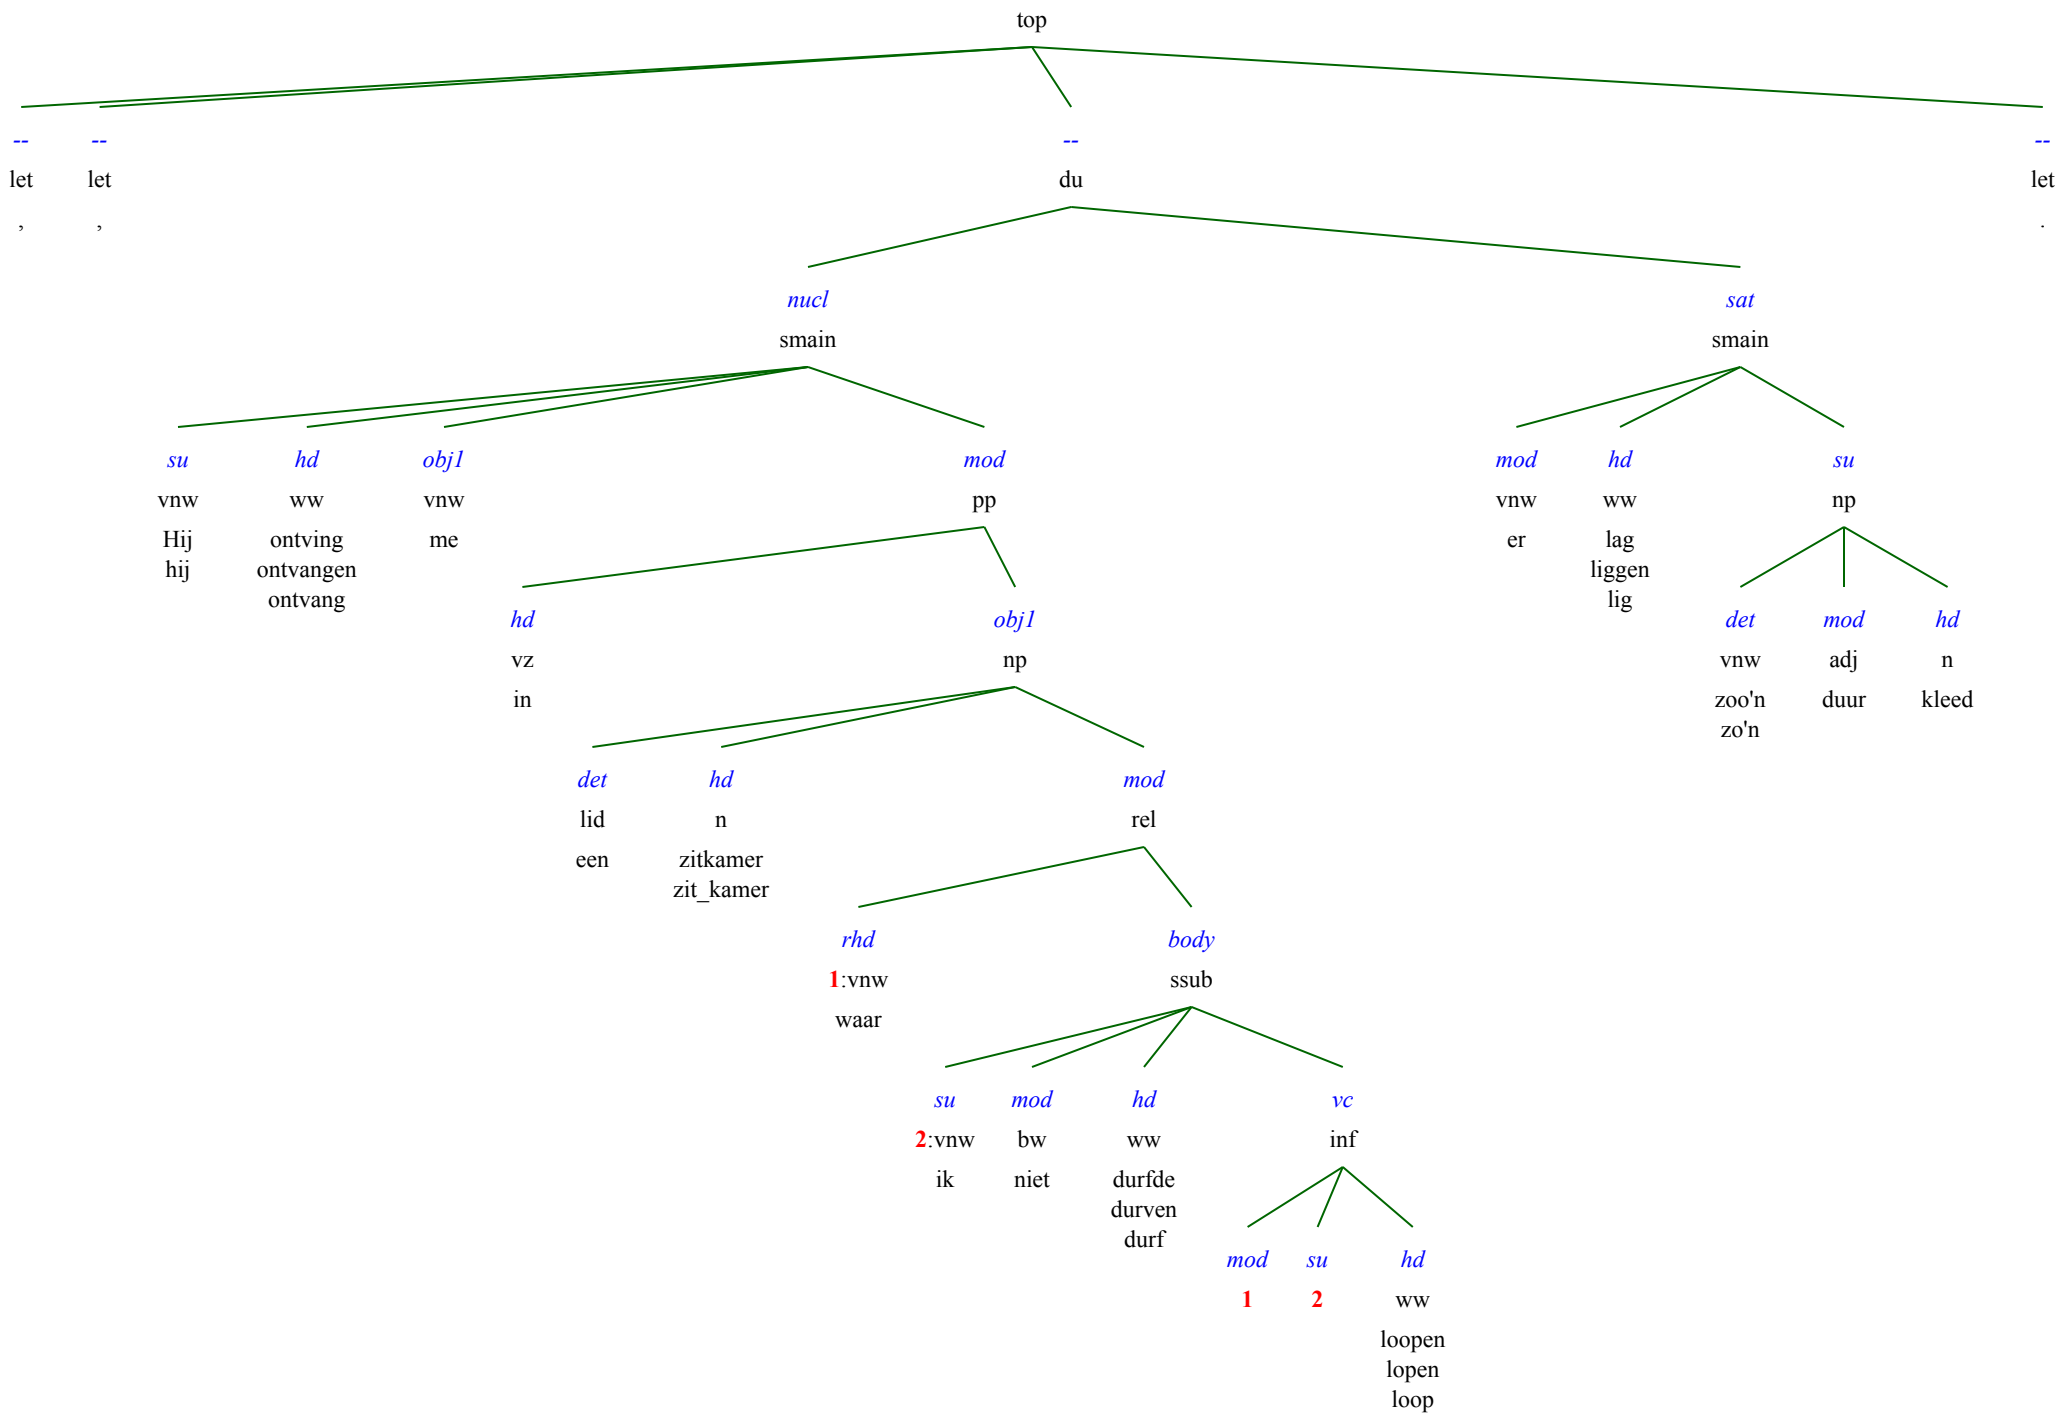 top
-- -- -- --
let let du let
, , .
nucl sat
smain smain
su hd obj1 mod mod hd su
vnw ww vnw pp vnw ww np
Hij ontving me er lag
hij ontvangen liggen
ontvang lig
hd obj1 det mod hd
vz np vnw adj n
in zoo'n duur kleed
zo'n
det hd mod
lid n rel
een zitkamer
zit_kamer
rhd body
1:vnw ssub
waar
su mod hd vc
2:vnw bw ww inf
ik niet durfde
durven
durf
mod su hd
1 2 ww
loopen
lopen
loop